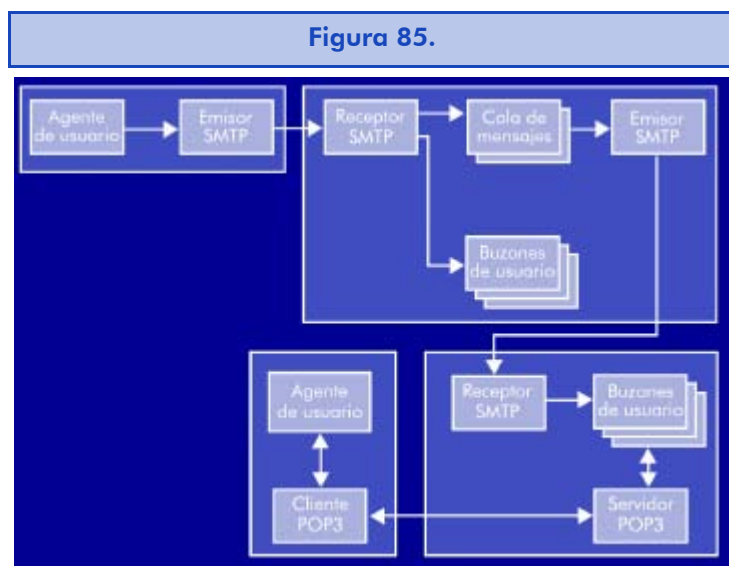 Figura 85.
Agente
de usuario
Emisor
SMTP
Receptor
SMTP
Cola de
mensajes
Emisor
SMTP
Buzones
de usuario
Agente
de usuario
Receptor
SMTP
Buzones
de usuario
Cliente
POP3
Servidor
POP3